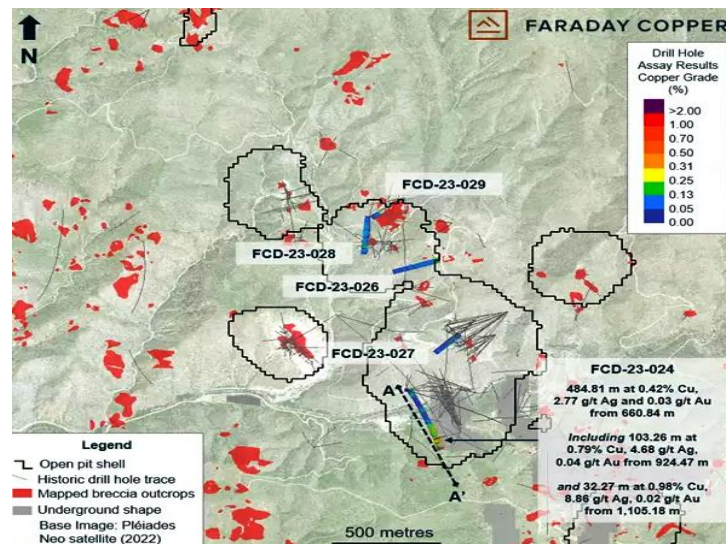 N
FARADAY COPPER
Drill Hole
Assay Results
Copper Grade
(%)
>2.00
1.00
0.70
0.50
0.31
0.25
0.13
0.05
0.00
FCD-23-029
FCD-23-028
FCD-23-026
FCD-23-027
A
A'
FCD-23-024
484.81 m at 0.42% Cu,
2.77 g/t Ag and 0.03 g/t Au
from 660.84 m
Including 103.26 m at
0.79% Cu, 4.68 g/t Ag,
0.04 g/t Au from 924.47 m
and 32.27 m at 0.98% Cu,
8.86 g/t Ag, 0.02 g/t Au
from 1,105.18 m
Legend
Open pit shell
Historic drill hole trace
Mapped breccia outcrops
Underground shape
Base Image: Pléiades
Neo satellite (2022)
500 metres